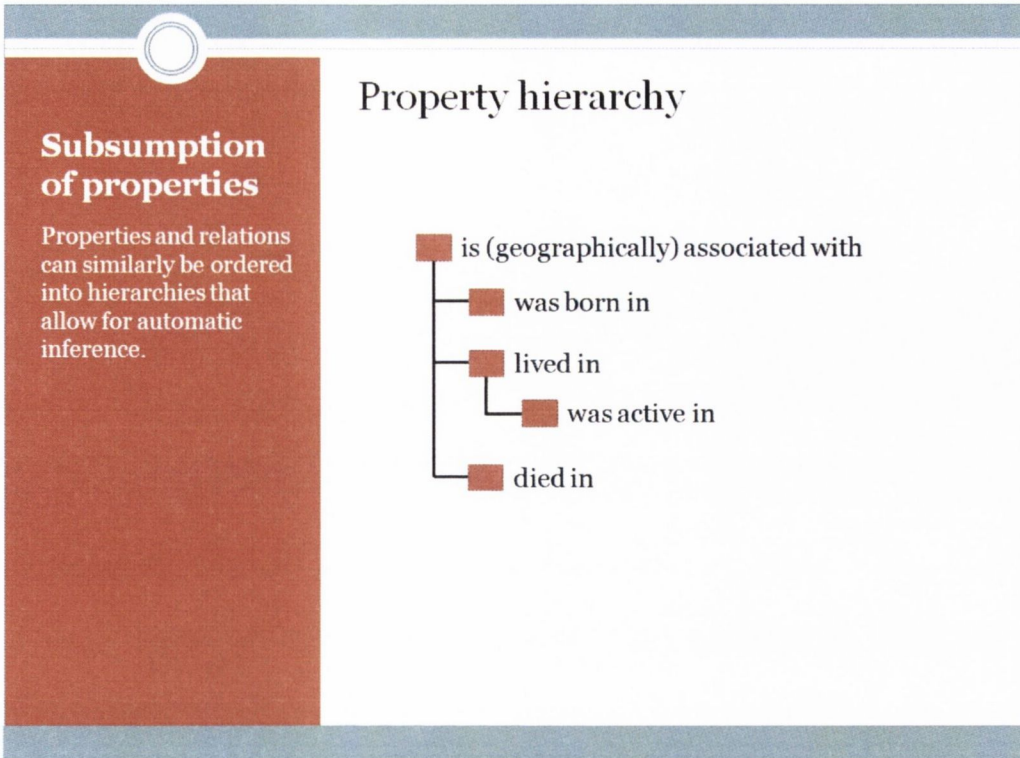 Subsumption
of properties
Properties and relations
can similarly be ordered
into hierarchies that
allow for automatic
inference.
Property hierarchy
is (geographically) associated with
was born in
lived in
was active in
died in